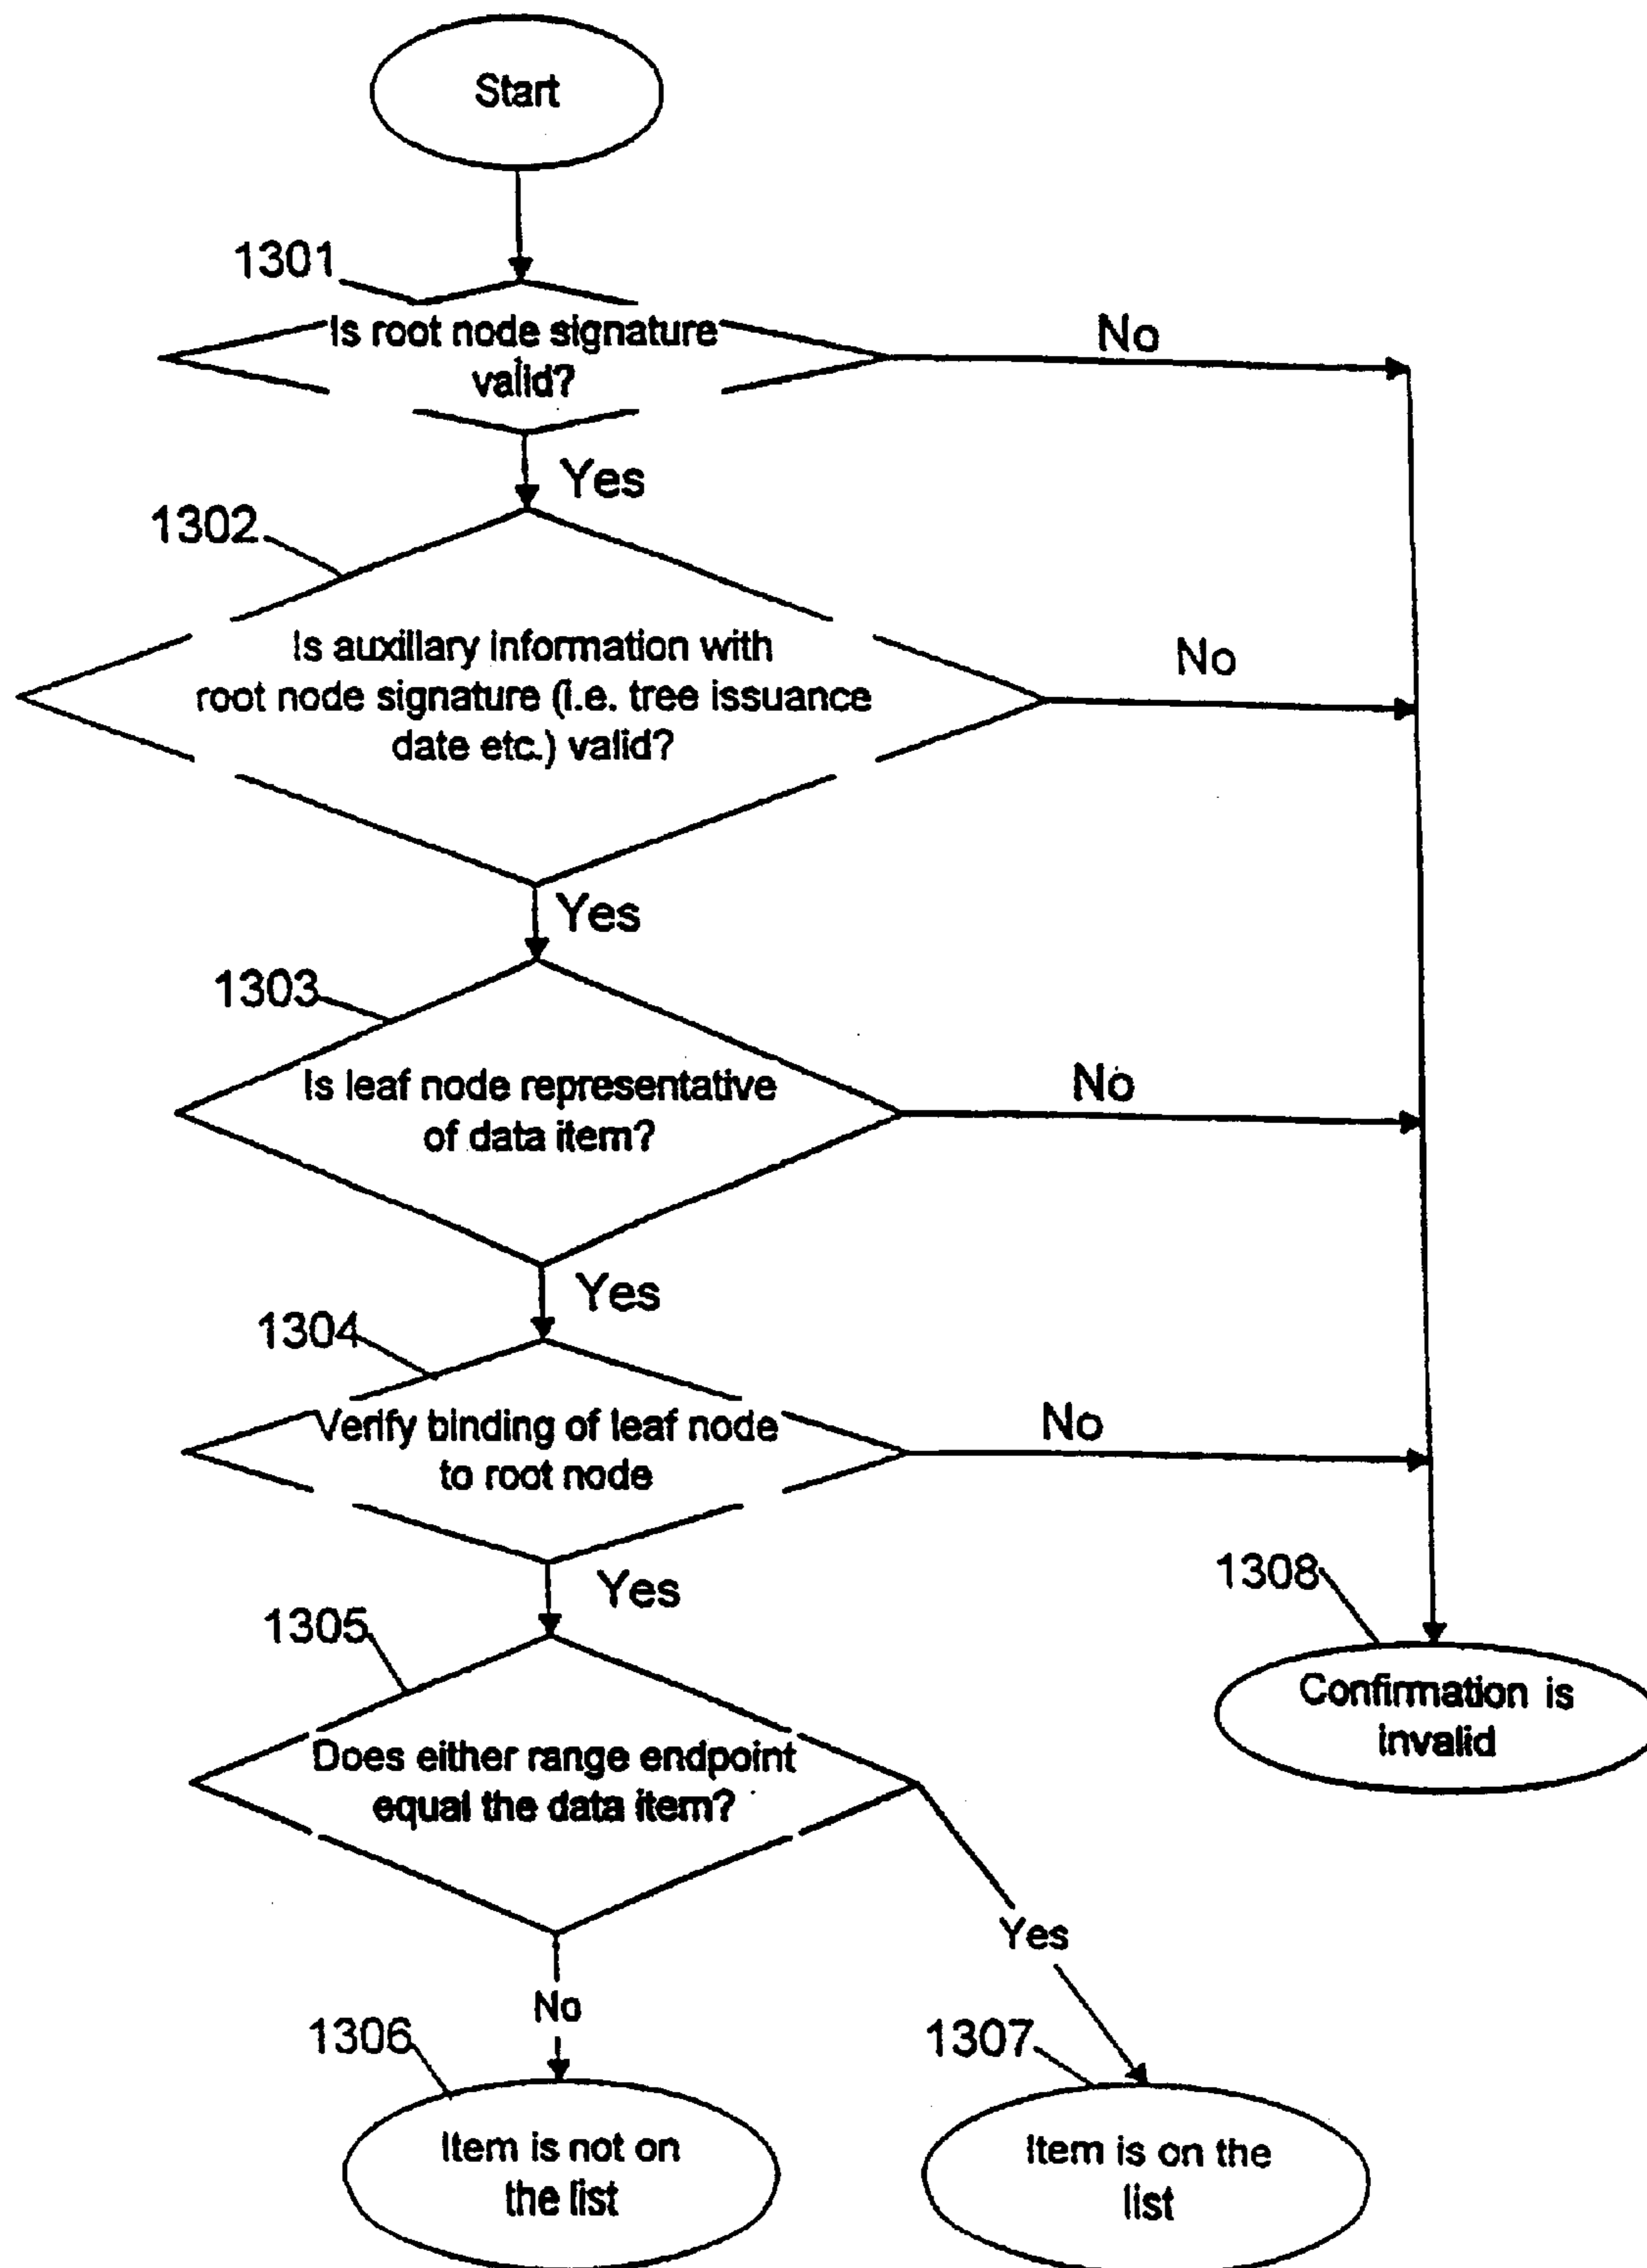 Start
1301
Is root node signature
valid?
No
Yes
1302
Is auxillary information with
root node signature (i.e. tree issuance
date etc.) valid?
No
Yes
1303
Is leaf node representative
of data item?
No
Yes
1304
Verify binding of leaf node
to root node
No
Yes
1308
Confirmation is
invalid
1305
Does either range endpoint
equal the data item?
Yes
No
1306
Item is not on
the list
1307
Item is on the
list